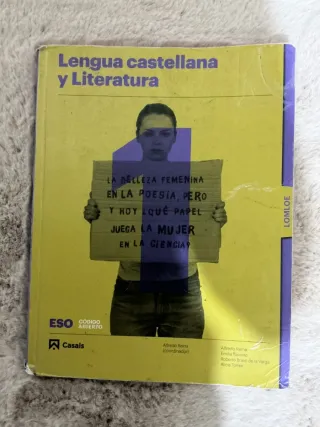 Lengua castellana
y Literatura
LA BELLEZA FEMENINA
EN LA POESÍA, PERO
Y HOY ¿QUÉ PAPEL
JUEGA LA MUJER
EN LA CIENCIA?
LOMLOE
ESO
CÓDIGO
ABIERTO
Casals
(coordinador)